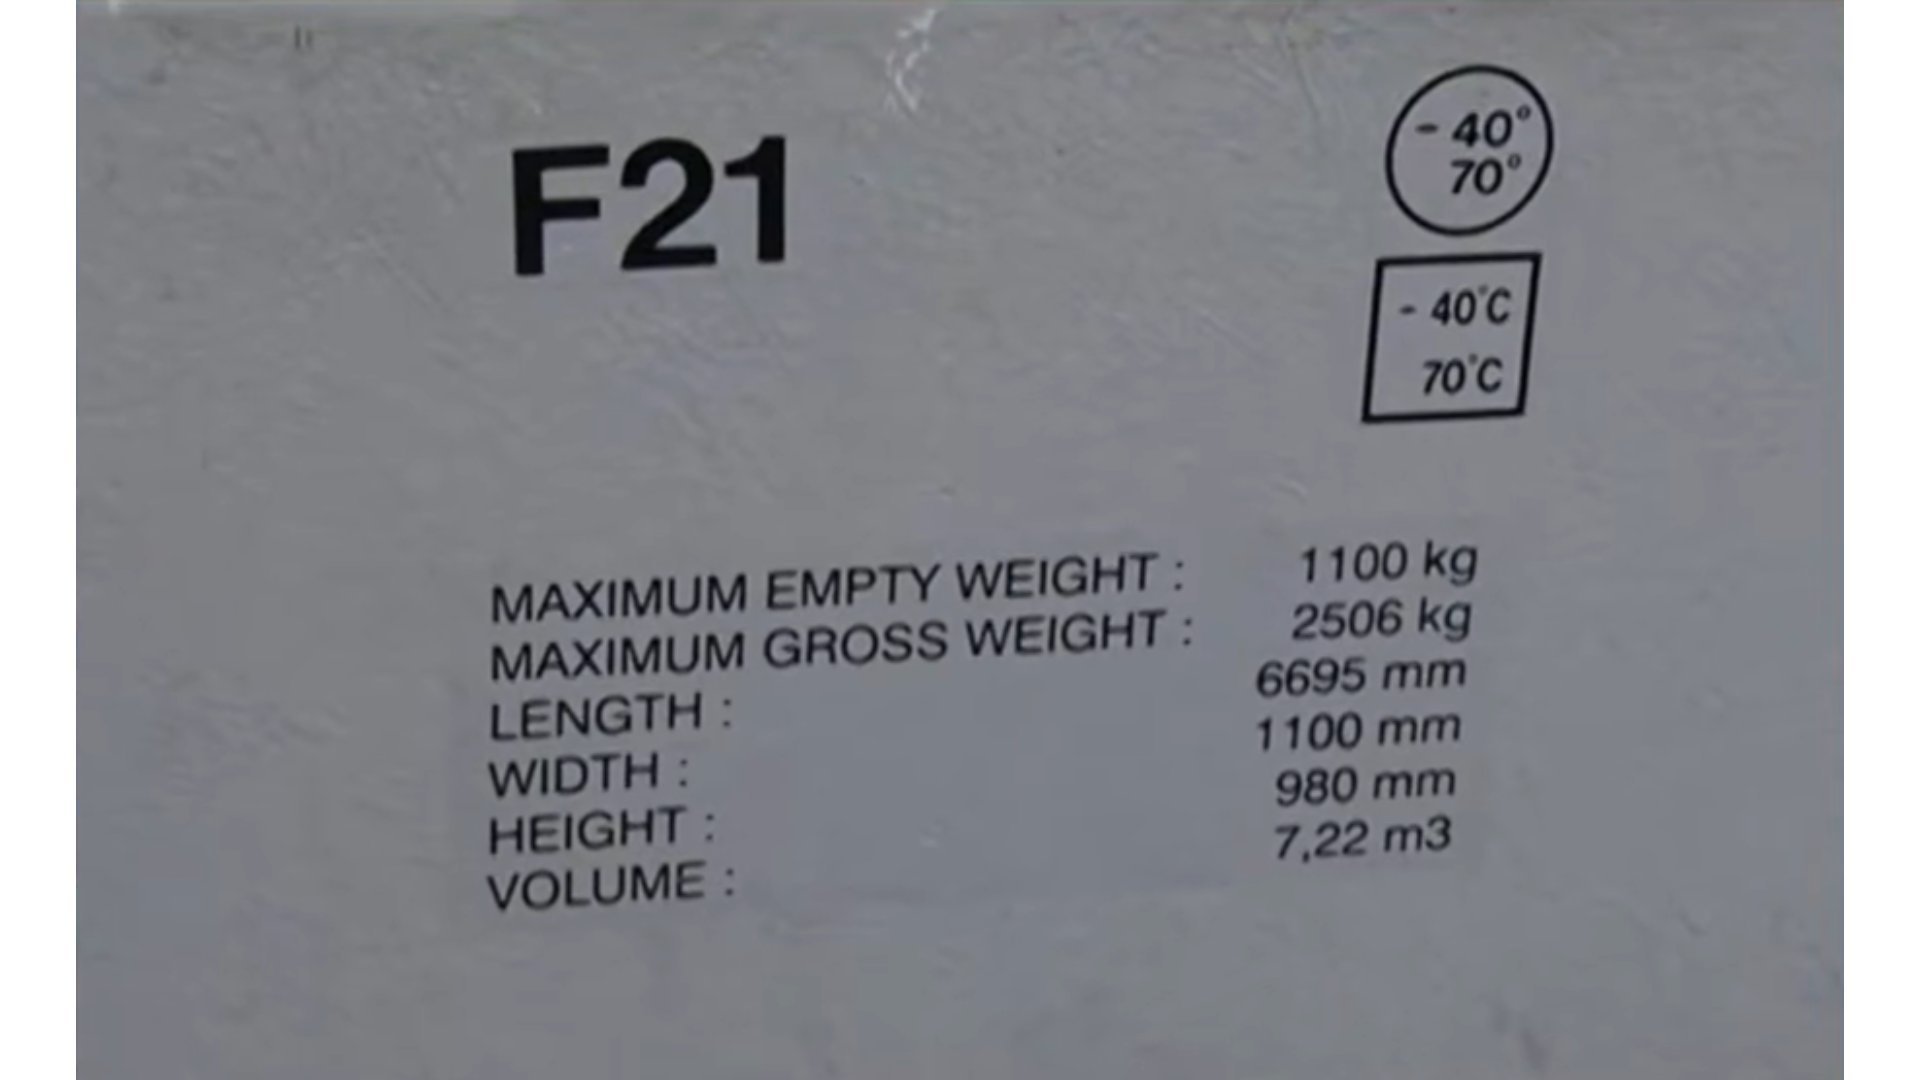 F21
- 40°
70°
- 40°C
70°C
MAXIMUM EMPTY WEIGHT : 1100 kg
MAXIMUM GROSS WEIGHT : 2506 kg
LENGTH : 6695 mm
WIDTH : 1100 mm
HEIGHT : 980 mm
VOLUME : 7,22 m3